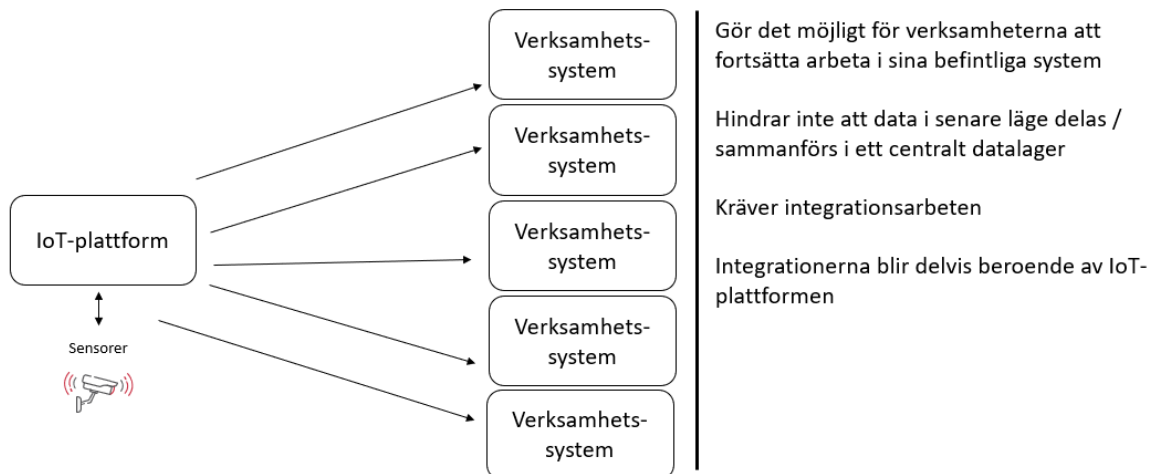 IoT-plattform
Sensorer
Verksamhets-
system
Verksamhets-
system
Verksamhets-
system
Verksamhets-
system
Verksamhets-
system
Gör det möjligt för verksamheterna att
fortsätta arbeta i sina befintliga system
Hindrar inte att data i senare läge delas /
sammanförs i ett centralt datalager
Kräver integrationsarbeten
Integrationerna blir delvis beroende av IoT-
plattformen